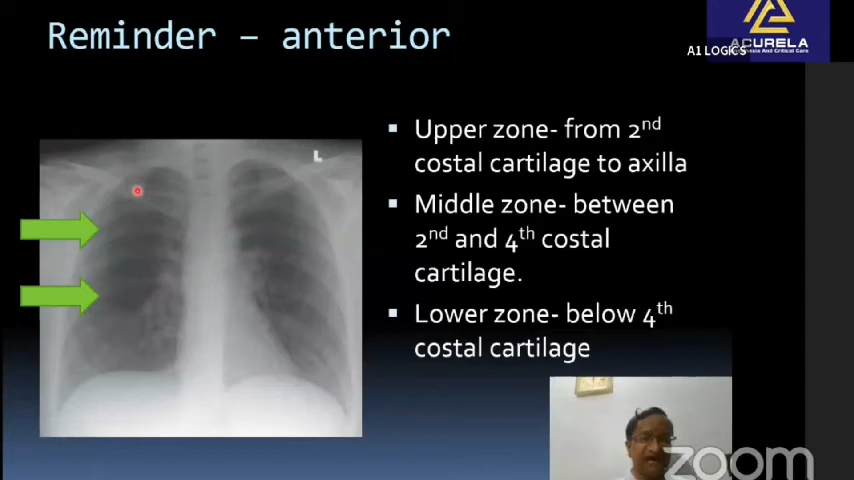 Reminder – anterior
ACURELA
A1 LOGICS
L
Upper zone- from 2nd
costal cartilage to axilla
Middle zone- between
2nd and 4th costal
cartilage.
Lower zone- below 4th
costal cartilage
zoom